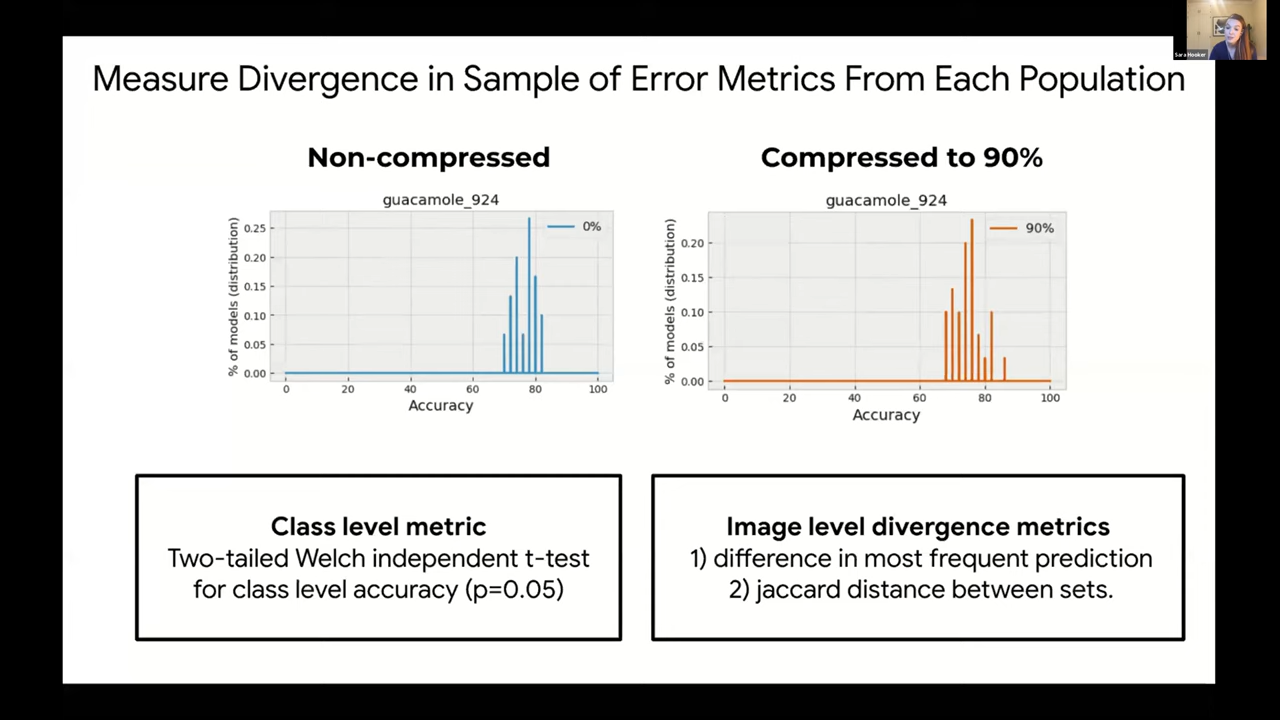 Sara Hooker
Measure Divergence in Sample of Error Metrics From Each Population
Non-compressed
guacamole_924
% of models (distribution)
0.25
0.20
0.15
0.10
0.05
0.00
0%
0 20 40 60 80 100
Accuracy
Compressed to 90%
guacamole_924
% of models (distribution)
0.20
0.15
0.10
0.05
0.00
90%
0 20 40 60 80 100
Accuracy
Class level metric
Two-tailed Welch independent t-test
for class level accuracy (p=0.05)
Image level divergence metrics
1) difference in most frequent prediction
2) jaccard distance between sets.